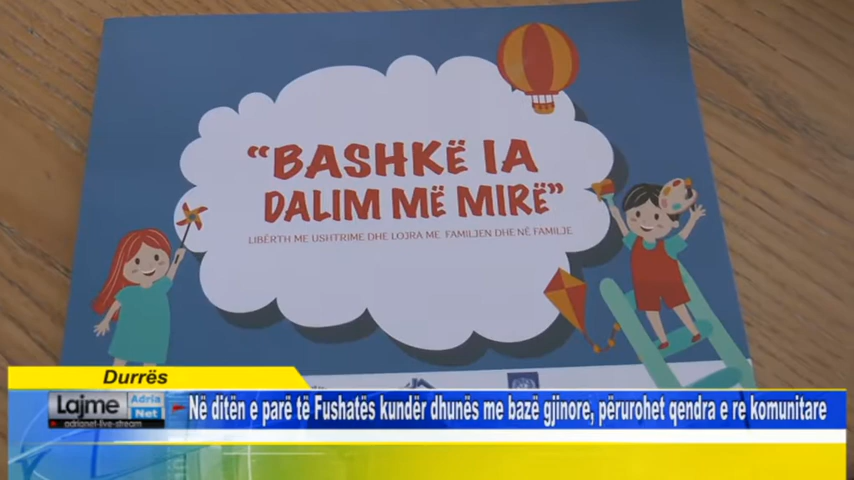 "BASHKË IA
DALIM MË MIRË"
LIBËRTH ME USHTRIME DHE LOJRA ME FAMILJEN DHE NË FAMILJE
Durrës
Lajme
Adria
Net
adrianet-live-stream
Në ditën e parë të Fushatës kundër dhunës me bazë gjinore, përurohet qendra e re komunitare